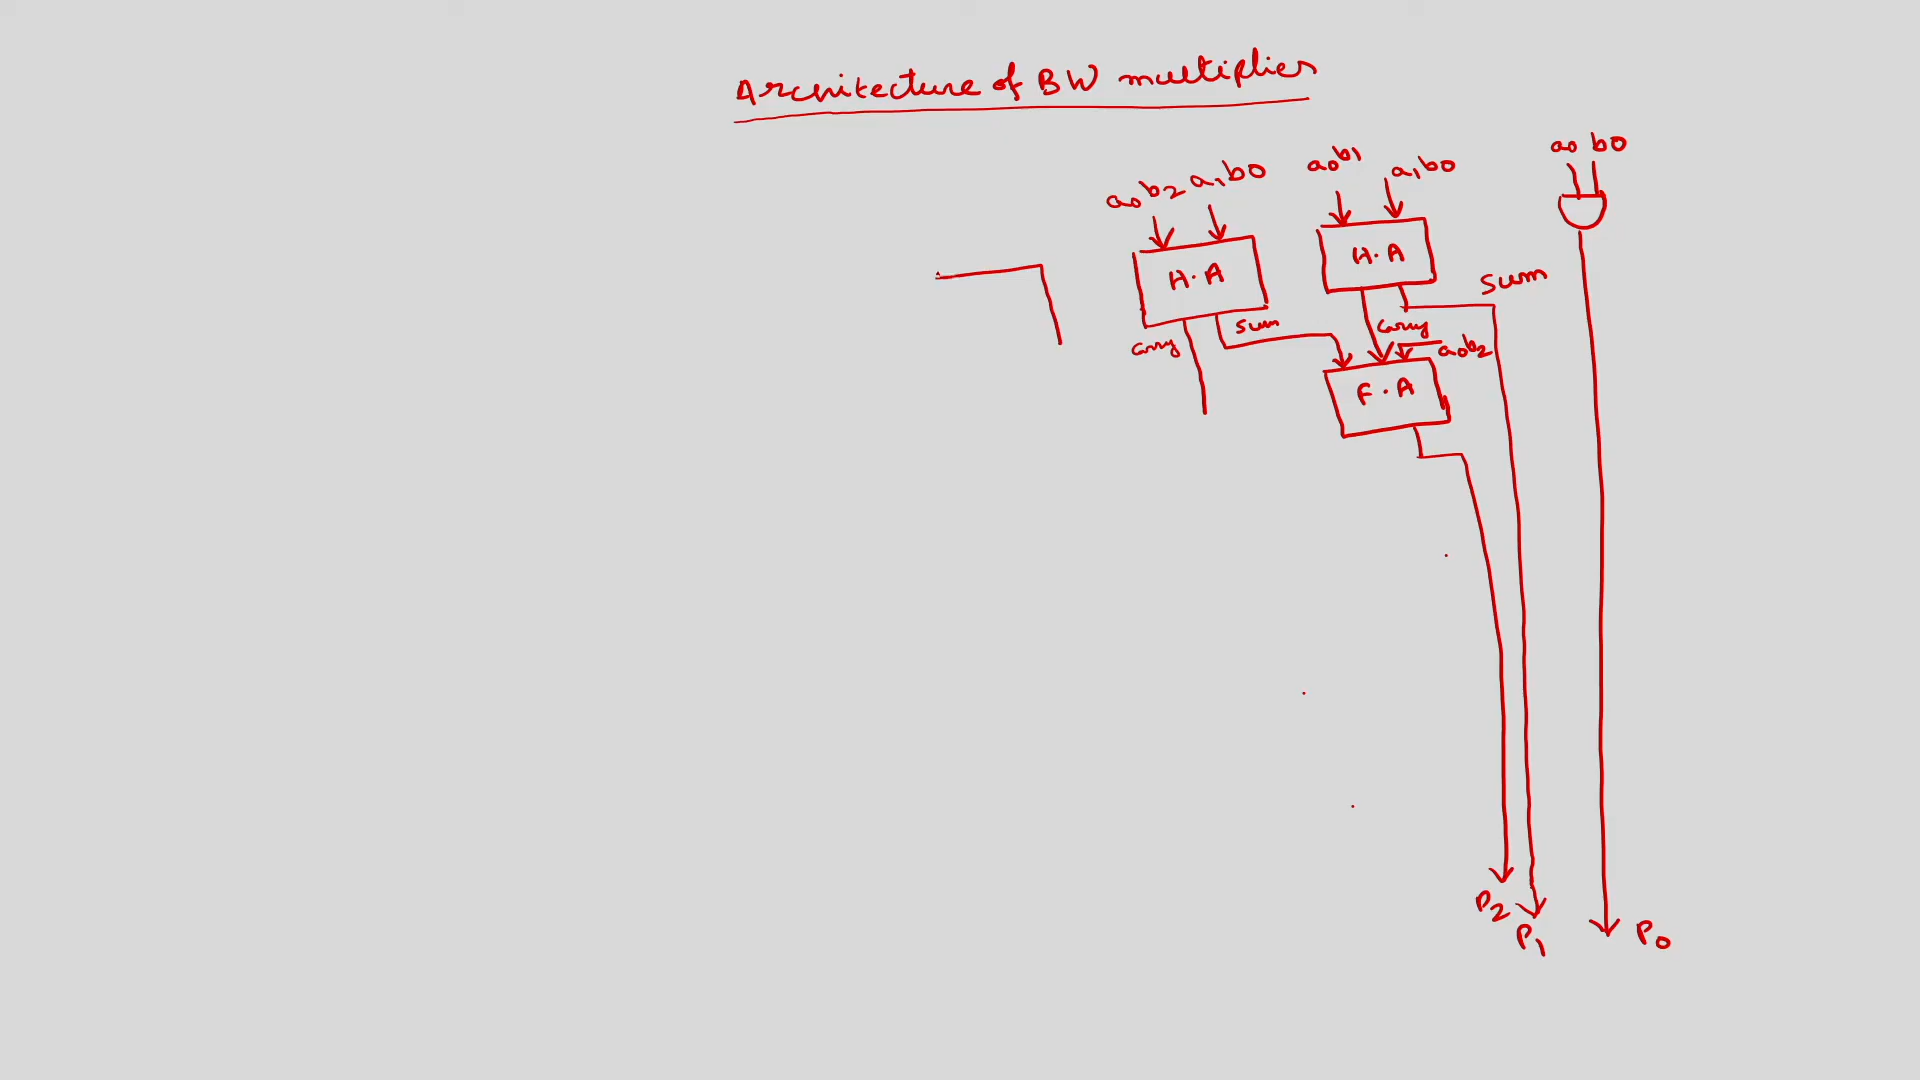 Architecture of BW multiplier
a0 b0
a0b1
a1b0
a0b2 a1b0
H.A
H.A
Sum
Sum
Carry
Carry
a0b2
F.A
P2
P1
P0